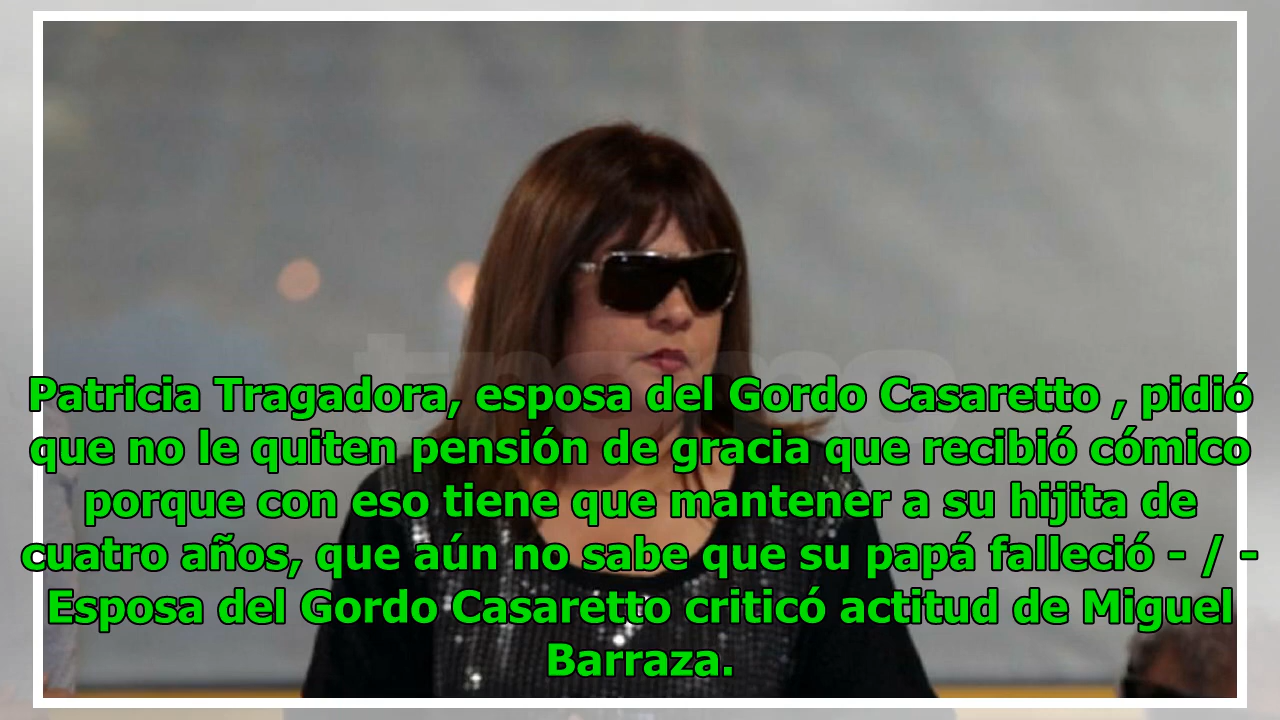 trome
Patricia Tragadora, esposa del Gordo Casaretto , pidió
que no le quiten pensión de gracia que recibió cómico
porque con eso tiene que mantener a su hijita de
cuatro años, que aún no sabe que su papá falleció - / -
Esposa del Gordo Casaretto criticó actitud de Miguel
Barraza.